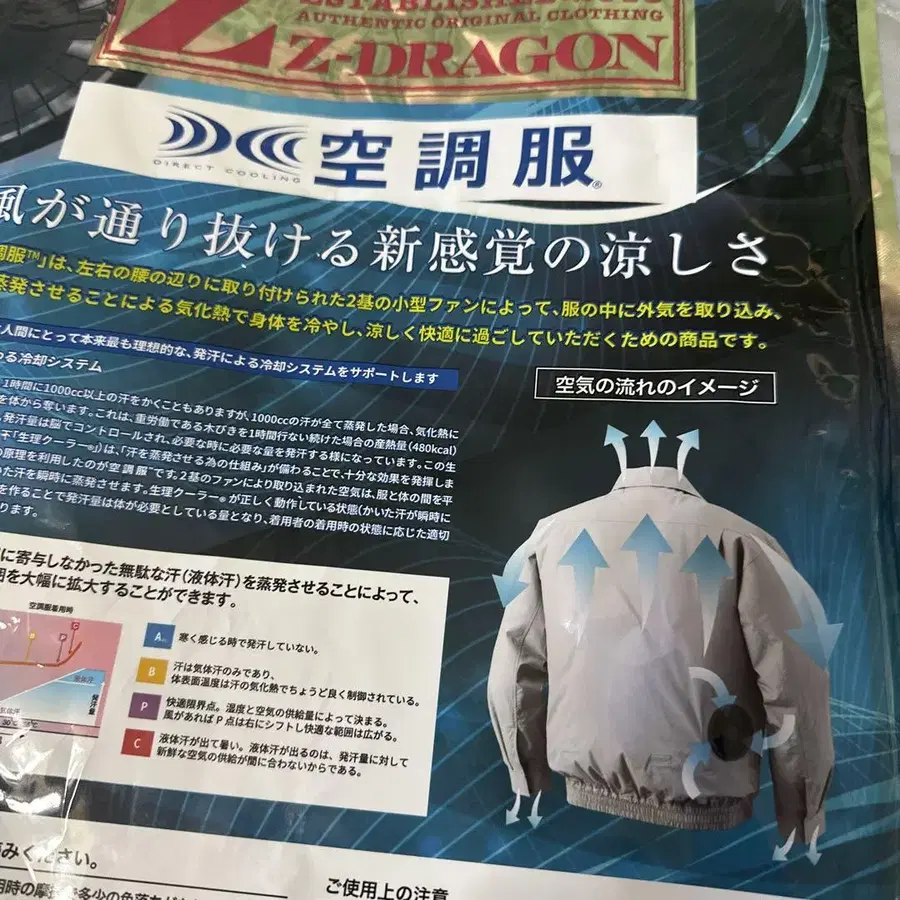 Z
AUTHENTIC ORIGINAL CLOTHING
Z-DRAGON
DIRECT COOLING
空調服®
風が通り抜ける新感覚の涼しさ
調服™」は、左右の腰の辺りに取り付けられた2基の小型ファンによって、服の中に外気を取り込み、
蒸発させることによる気化熱で身体を冷やし、涼しく快適に過ごしていただくための商品です。
人間にとって本来最も理想的な、発汗による冷却システムをサポートします
る冷却システム
1時間に1000cc以上の汗をかくこともありますが、1000ccの汗が全て蒸発した場合、気化熱に
を体から奪います。これは、重労働である木びきを1時間行ない続けた場合の産熱量(480kcal)
発汗量は脳でコントロールされ、必要な時に必要な量を発汗する様になっています。この生
「生理クーラー®」は、「汗を蒸発させる為の仕組み」が備わることで、十分な効果を発揮しま
原理を利用したのが空調服™です。2基のファンにより取り込まれた空気は、服と体の間を平
た汗を瞬時に蒸発させます。生理クーラー®が正しく動作している状態(かいた汗が瞬時に
を作ることで発汗量は体が必要としている量となり、着用者の着用時の状態に応じた適切
ります。
空気の流れのイメージ
に寄与しなかった無駄な汗(液体汗)を蒸発させることによって、
囲を大幅に拡大することができます。
空調服着用時
P
C
液体汗
気体汗
発汗量
A
寒く感じる時で発汗していない。
B
汗は気体汗のみであり、
体表面温度は汗の気化熱でちょうど良く制御されている。
P
快適限界点。湿度と空気の供給量によって決まる。
風があればP点は右にシフトし快適な範囲は広がる。
C
液体汗が出て暑い。液体汗が出るのは、発汗量に対して
新鮮な空気の供給が間に合わないからである。
みください。
ご使用上の注意